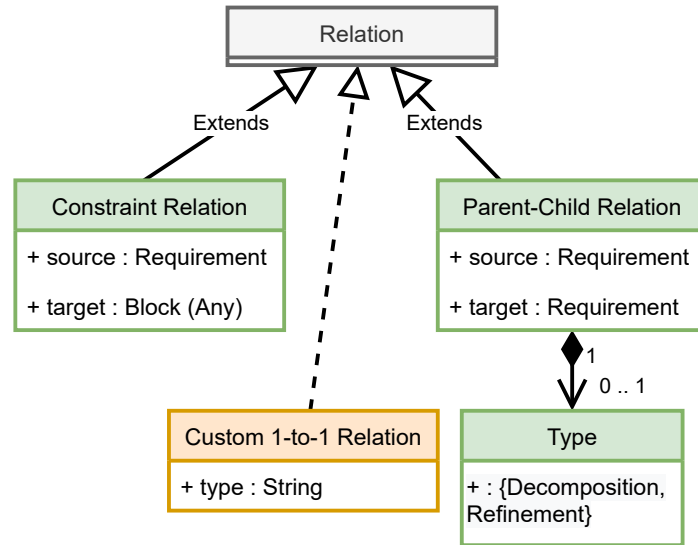 Relation
Extends
Extends
Constraint Relation
+ source : Requirement
+ target : Block (Any)
Parent-Child Relation
+ source : Requirement
+ target : Requirement
1
0 .. 1
Custom 1-to-1 Relation
+ type : String
Type
+ : {Decomposition,
Refinement}